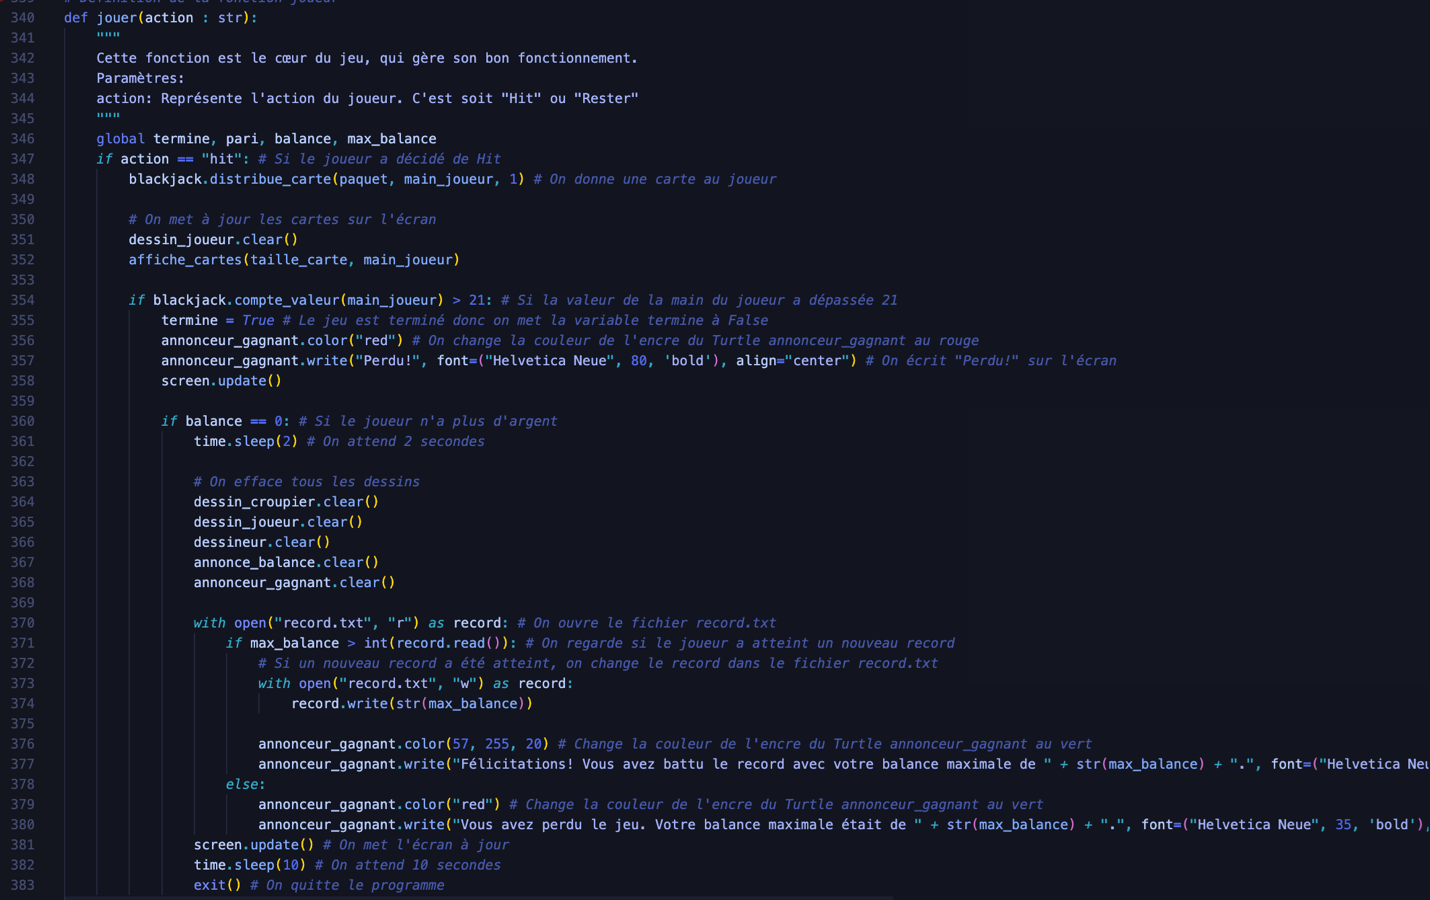 339 # Définition de la fonction joueur
340 def jouer(action : str):
341 """
342 Cette fonction est le cœur du jeu, qui gère son bon fonctionnement.
343 Paramètres:
344 action: Représente l'action du joueur. C'est soit "Hit" ou "Rester"
345 """
346 global termine, pari, balance, max_balance
347 if action == "hit": # Si le joueur a décidé de Hit
348 blackjack.distribue_carte(paquet, main_joueur, 1) # On donne une carte au joueur
349
350 # On met à jour les cartes sur l'écran
351 dessin_joueur.clear()
352 affiche_cartes(taille_carte, main_joueur)
353
354 if blackjack.compte_valeur(main_joueur) > 21: # Si la valeur de la main du joueur a dépassée 21
355 termine = True # Le jeu est terminé donc on met la variable termine à False
356 annonceur_gagnant.color("red") # On change la couleur de l'encre du Turtle annonceur_gagnant au rouge
357 annonceur_gagnant.write("Perdu!", font=("Helvetica Neue", 80, 'bold'), align="center") # On écrit "Perdu!" sur l'écran
358 screen.update()
359
360 if balance == 0: # Si le joueur n'a plus d'argent
361 time.sleep(2) # On attend 2 secondes
362
363 # On efface tous les dessins
364 dessin_croupier.clear()
365 dessin_joueur.clear()
366 dessineur.clear()
367 annonce_balance.clear()
368 annonceur_gagnant.clear()
369
370 with open("record.txt", "r") as record: # On ouvre le fichier record.txt
371 if max_balance > int(record.read()): # On regarde si le joueur a atteint un nouveau record
372 # Si un nouveau record a été atteint, on change le record dans le fichier record.txt
373 with open("record.txt", "w") as record:
374 record.write(str(max_balance))
375
376 annonceur_gagnant.color(57, 255, 20) # Change la couleur de l'encre du Turtle annonceur_gagnant au vert
377 annonceur_gagnant.write("Félicitations! Vous avez battu le record avec votre balance maximale de " + str(max_balance) + ".", font=("Helvetica Neu
378 else:
379 annonceur_gagnant.color("red") # Change la couleur de l'encre du Turtle annonceur_gagnant au vert
380 annonceur_gagnant.write("Vous avez perdu le jeu. Votre balance maximale était de " + str(max_balance) + ".", font=("Helvetica Neue", 35, 'bold'),
381 screen.update() # On met l'écran à jour
382 time.sleep(10) # On attend 10 secondes
383 exit() # On quitte le programme